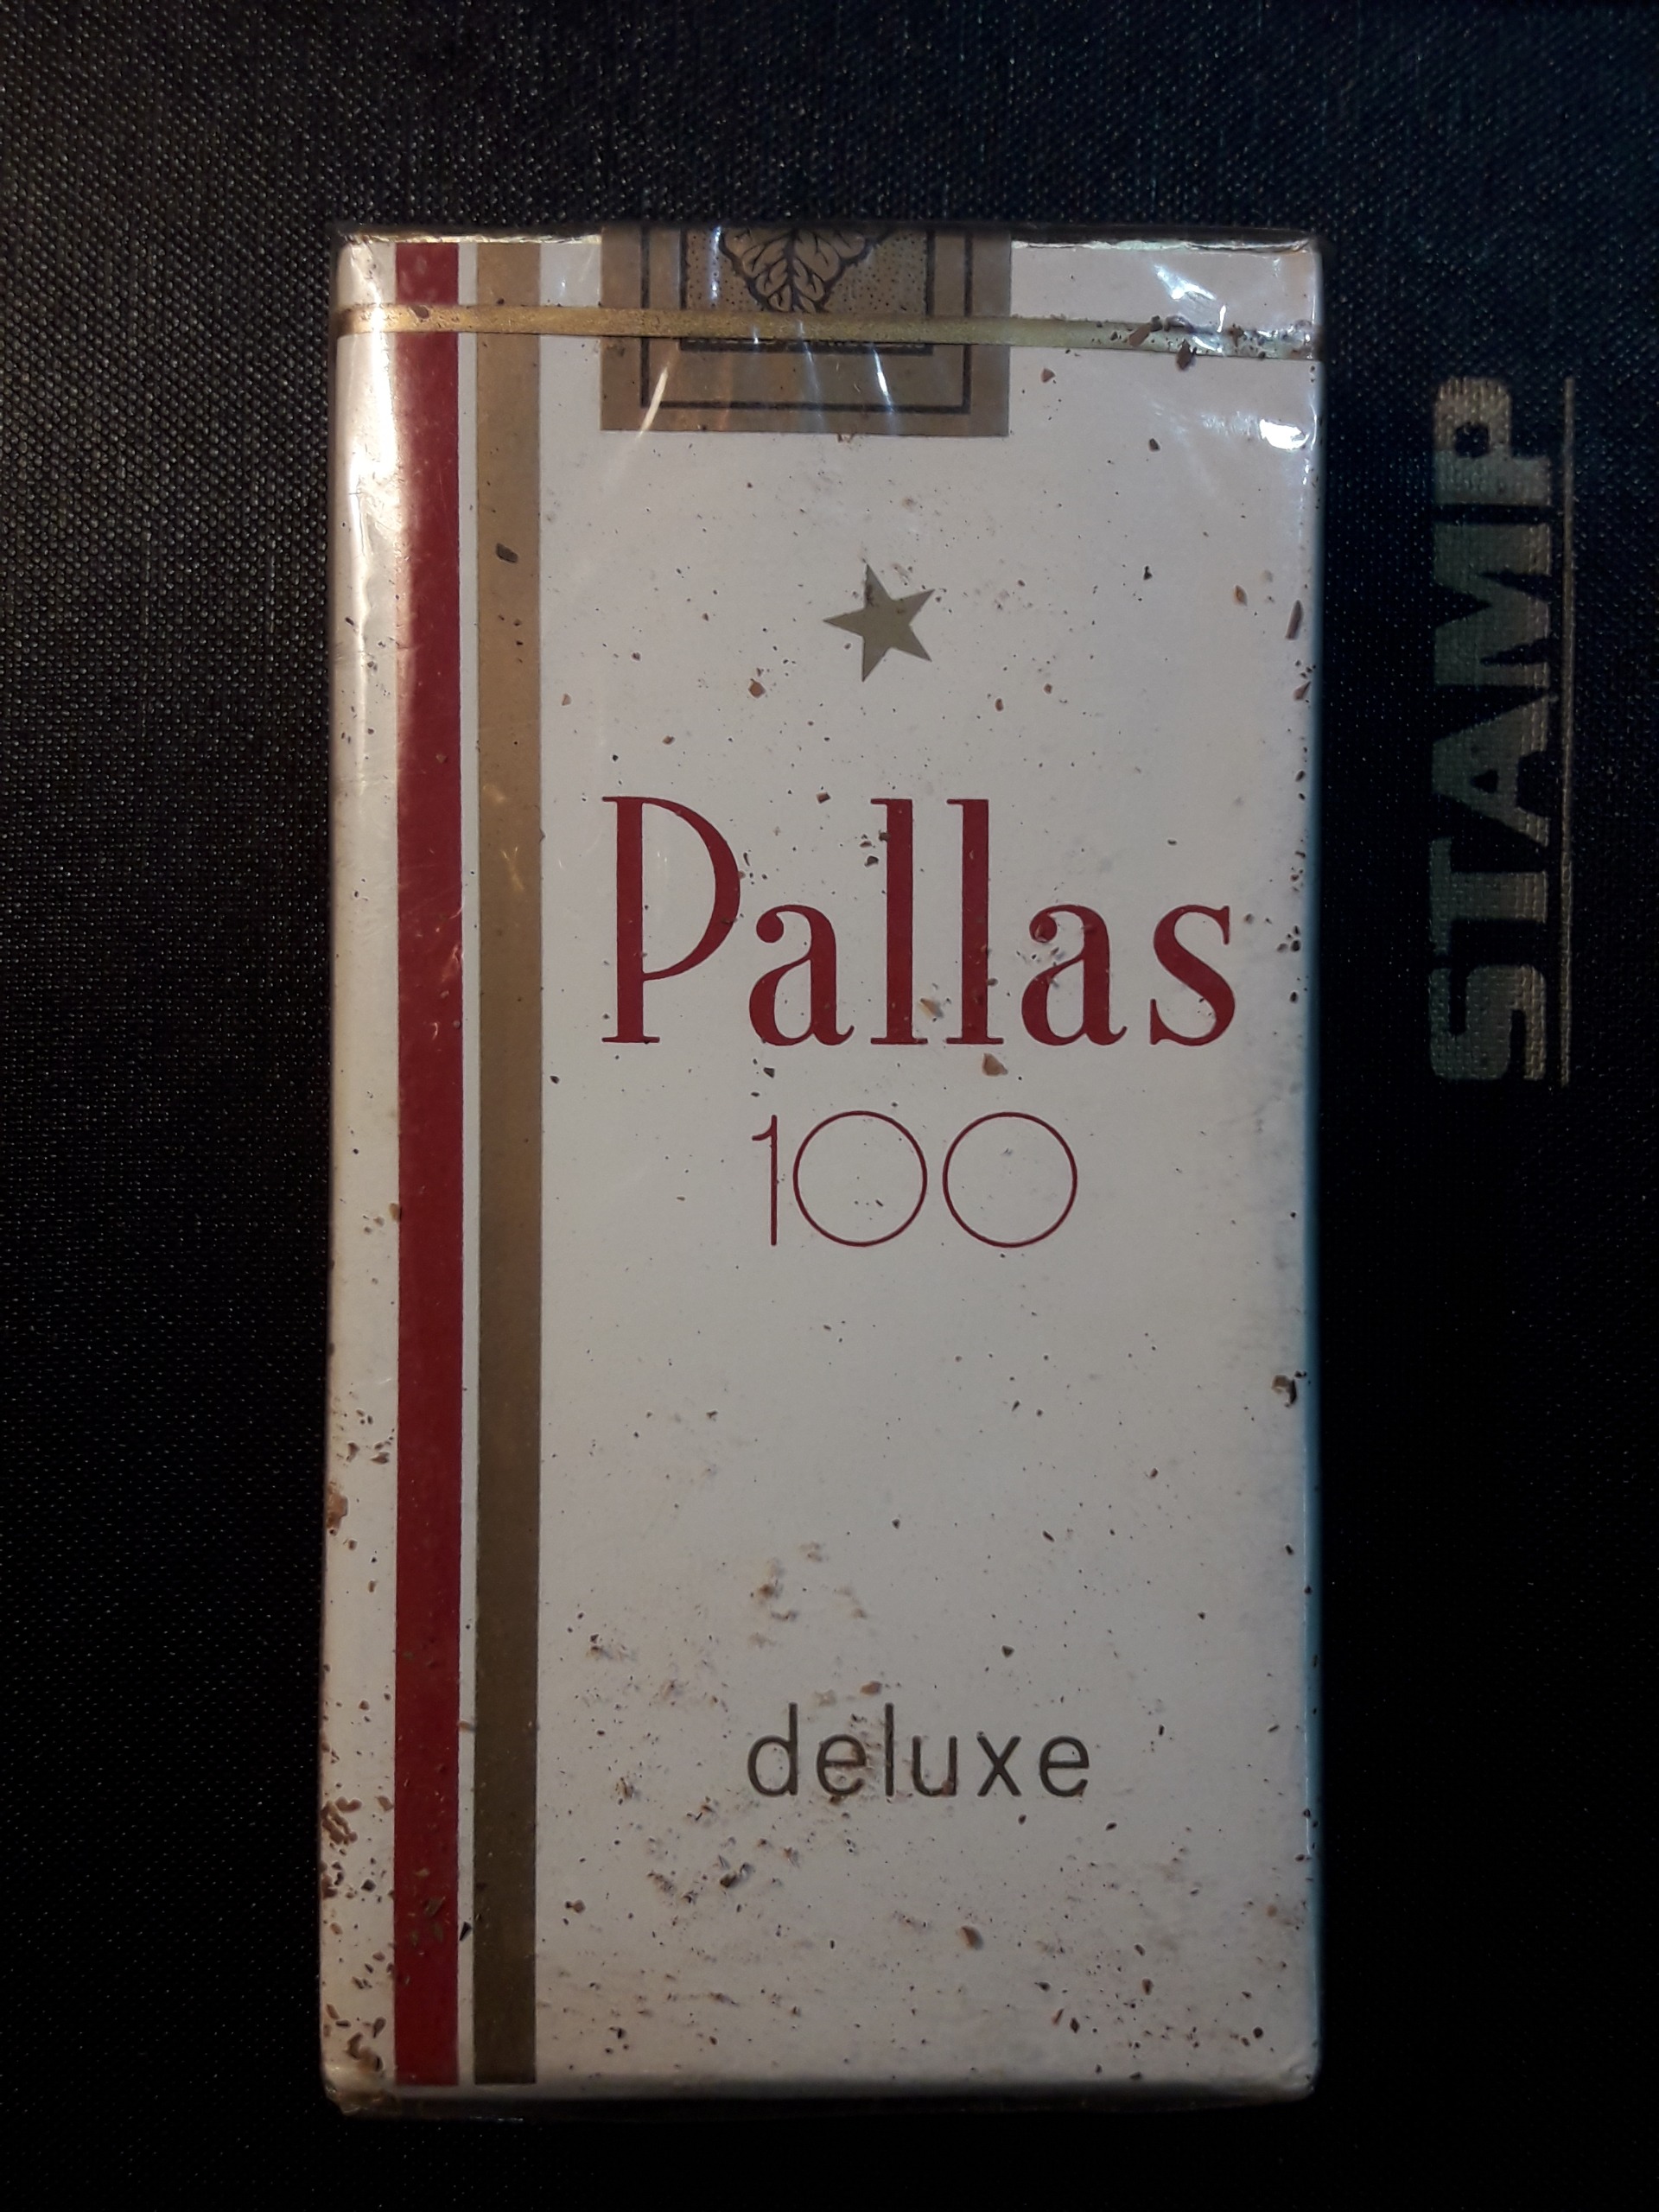 Pallas
100
deluxe
STAMP